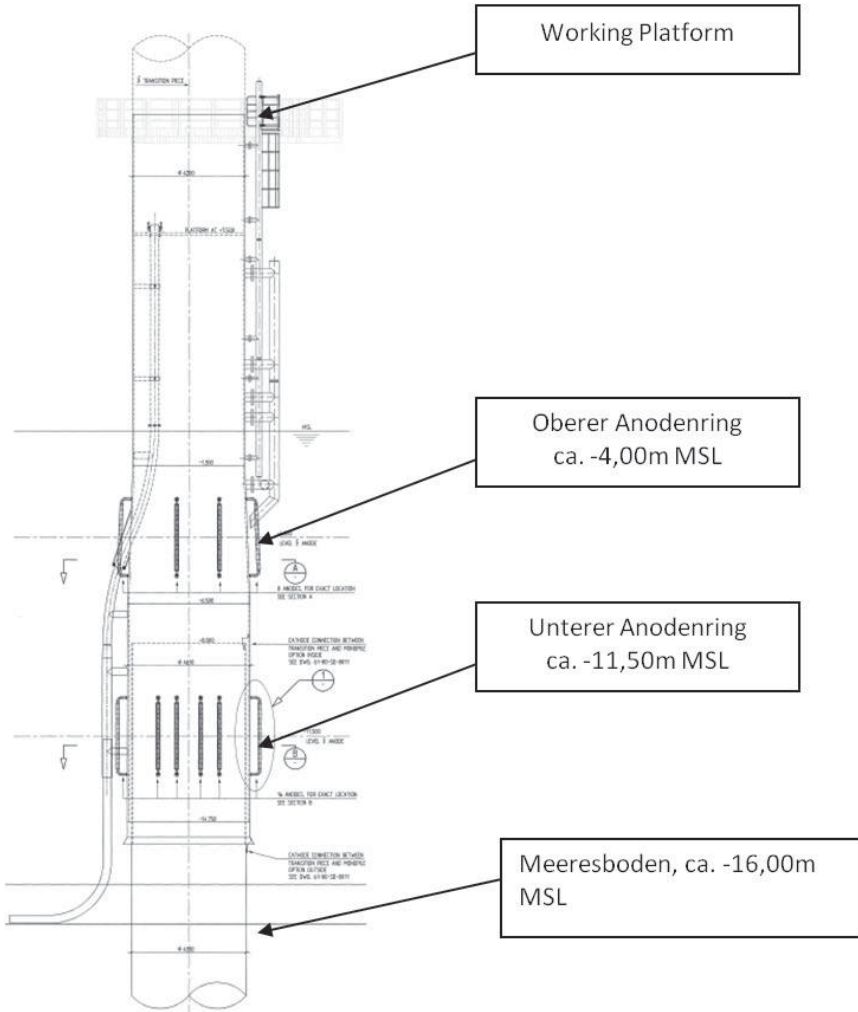 Working Platform
TRANSITION PIECE
PLATFORM AT
MSL
Oberer Anodenring
ca. -4,00m MSL
LEVEL ANODE
A
8 ANODES, FOR EXACT LOCATION
SEE SECTION A
CATHODE CONNECTION BETWEEN
TRANSITION PIECE AND MONOPILE
OPTION INSIDE
Unterer Anodenring
ca. -11,50m MSL
1
LEVEL ANODE
B
16 ANODES, FOR EXACT LOCATION
SEE SECTION B
-14.750
CATHODE CONNECTION BETWEEN
TRANSITION PIECE AND MONOPILE
OPTION OUTSIDE
Meeresboden, ca. -16,00m
MSL